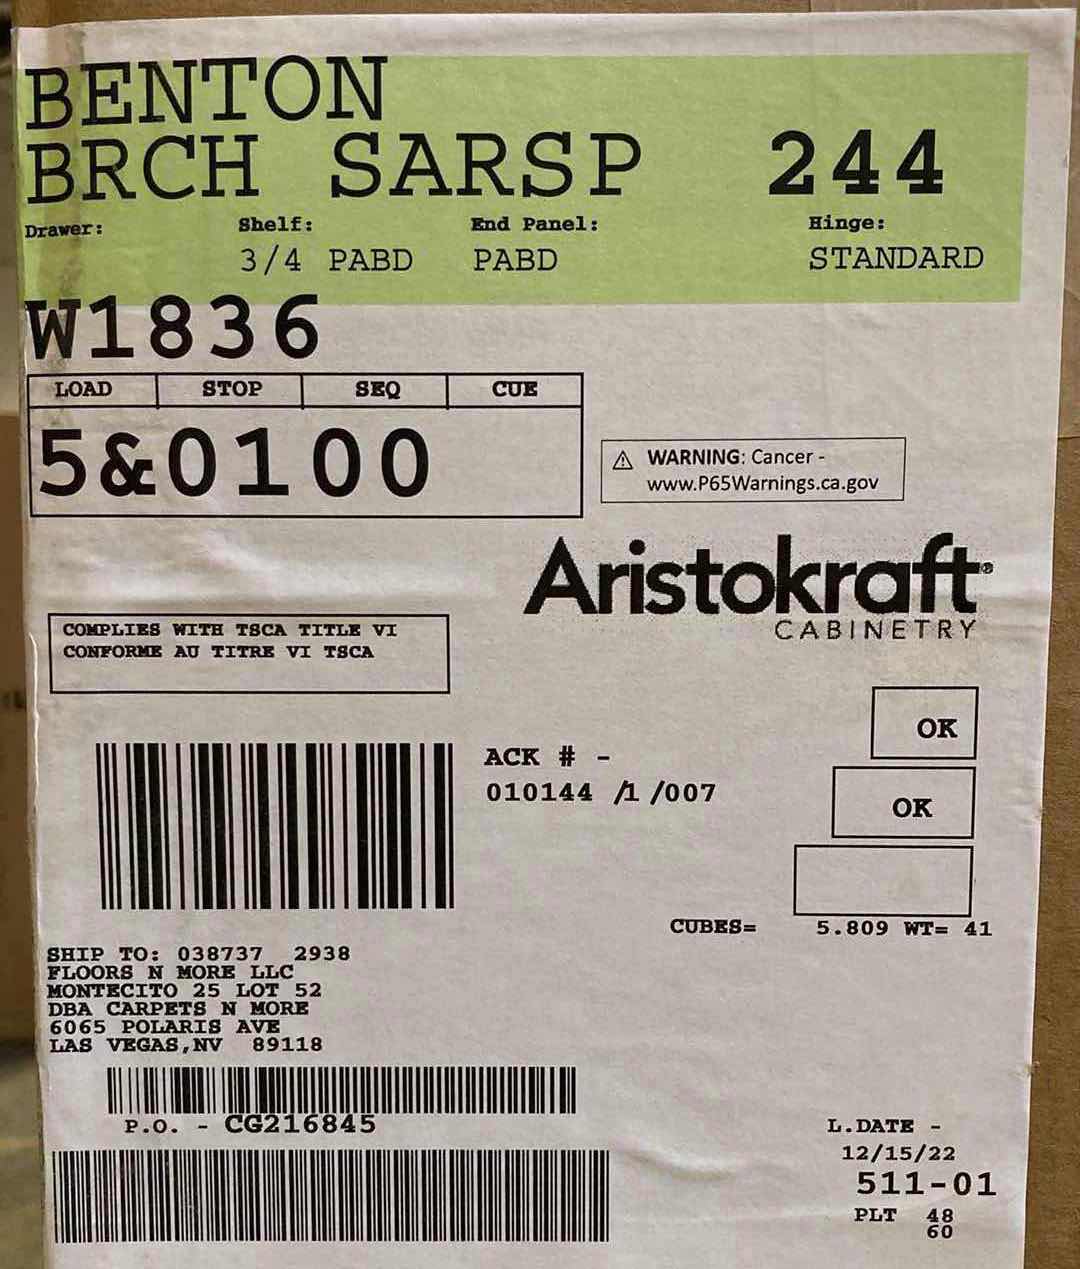 BENTON
BRCH SARSP 244
Drawer: Shelf: End Panel: Hinge:
3/4 PABD PABD STANDARD
W1836
LOAD STOP SEQ CUE
5&0100
WARNING: Cancer -
www.P65Warnings.ca.gov
Aristokraft®
CABINETRY
COMPLIES WITH TSCA TITLE VI
CONFORME AU TITRE VI TSCA
OK
ACK # -
010144 /1 /007
OK
CUBES= 5.809 WT= 41
SHIP TO: 038737 2938
FLOORS N MORE LLC
MONTECITO 25 LOT 52
DBA CARPETS N MORE
6065 POLARIS AVE
LAS VEGAS,NV 89118
P.O. - CG216845
L.DATE -
12/15/22
511-01
PLT 48
60